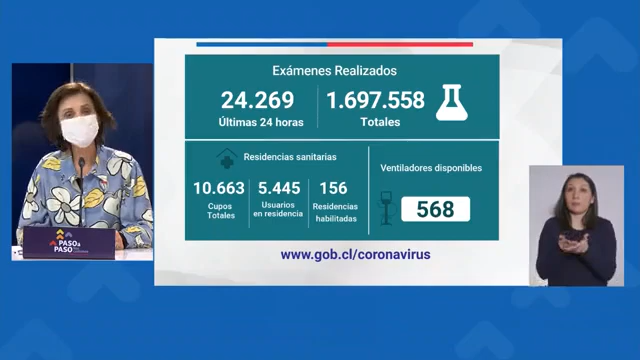 Exámenes Realizados
24.269
Últimas 24 horas
1.697.558
Totales
Residencias sanitarias
10.663
Cupos
Totales
5.445
Usuarios
en residencia
156
Residencias
habilitadas
Ventiladores disponibles
568
www.gob.cl/coronavirus
PASO a
PASO